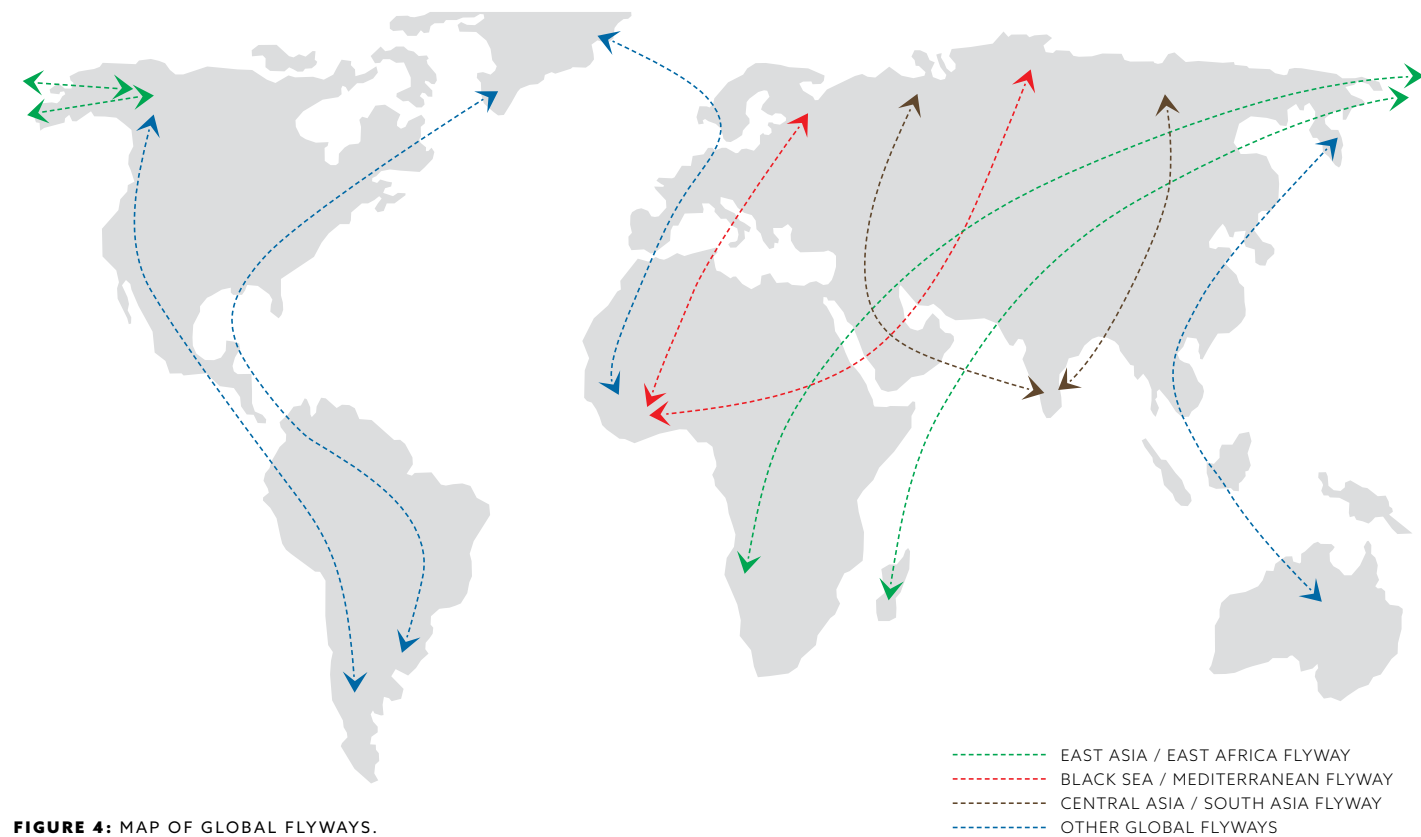 EAST ASIA / EAST AFRICA FLYWAY
BLACK SEA / MEDITERRANEAN FLYWAY
CENTRAL ASIA / SOUTH ASIA FLYWAY
OTHER GLOBAL FLYWAYS
FIGURE 4: MAP OF GLOBAL FLYWAYS.